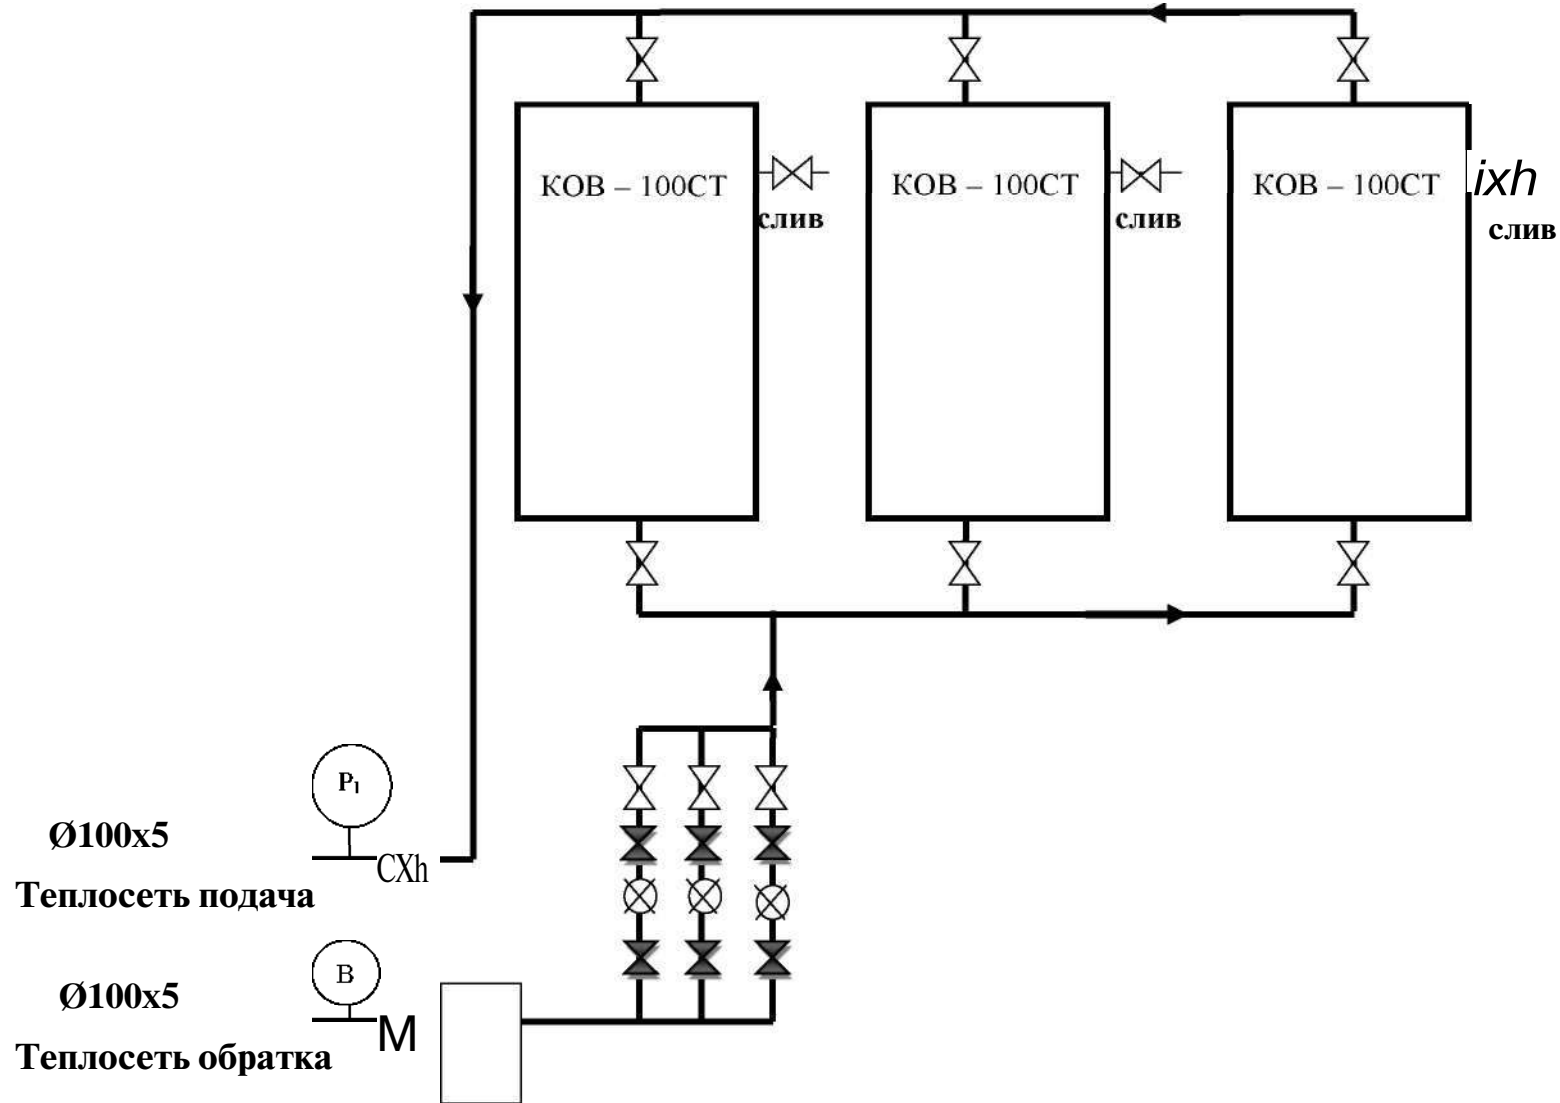 КОВ – 100СТ
слив
КОВ – 100СТ
слив
КОВ – 100СТ
ixh
слив
P1
Ø100x5
CXh
Теплосеть подача
B
Ø100x5
M
Теплосеть обратка